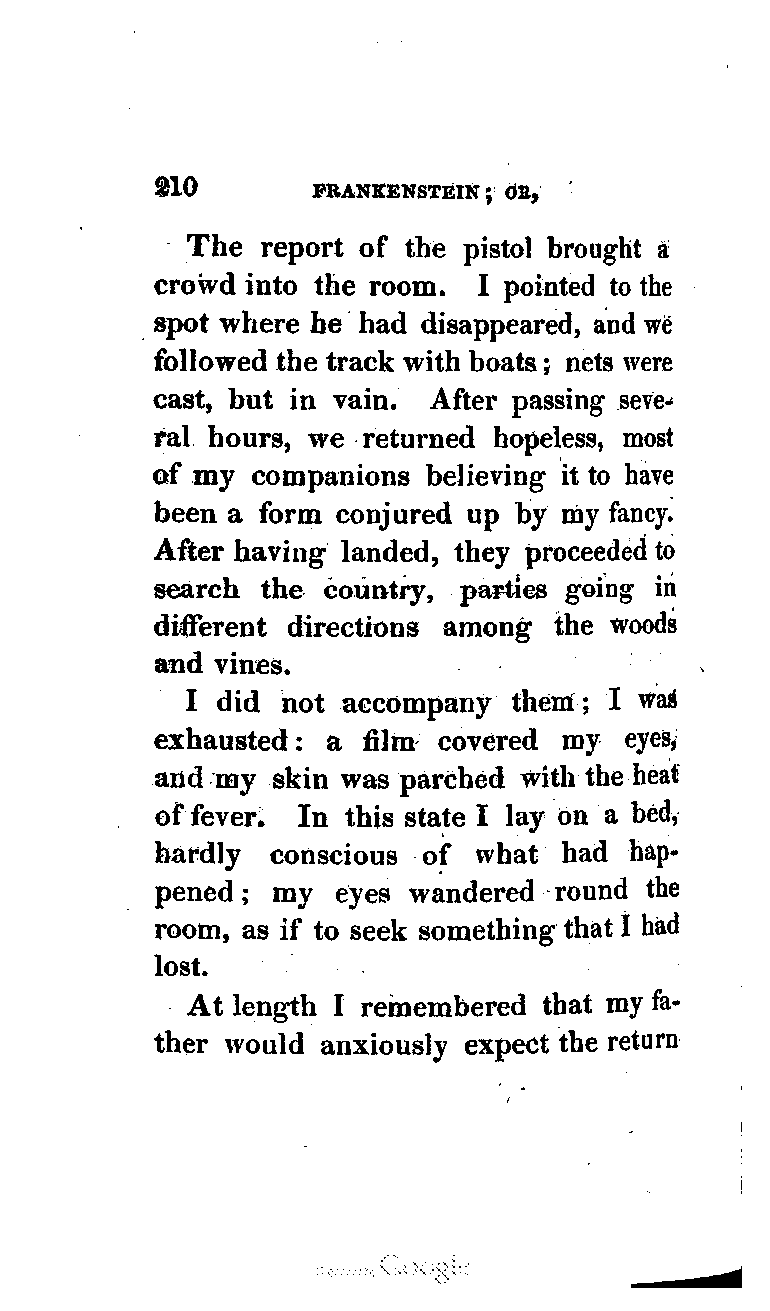 210 FRANKENSTEIN; OR,
The report of the pistol brought a
crowd into the room. I pointed to the
spot where he had disappeared, and we
followed the track with boats; nets were
cast, but in vain. After passing seve-
ral hours, we returned hopeless, most
of my companions believing it to have
been a form conjured up by my fancy.
After having landed, they proceeded to
search the country, parties going in
different directions among the woods
and vines.
I did not accompany them; I was
exhausted: a film covered my eyes,
and my skin was parched with the heat
of fever. In this state I lay on a bed,
hardly conscious of what had hap-
pened; my eyes wandered round the
room, as if to seek something that I had
lost.
At length I remembered that my fa-
ther would anxiously expect the return
Google